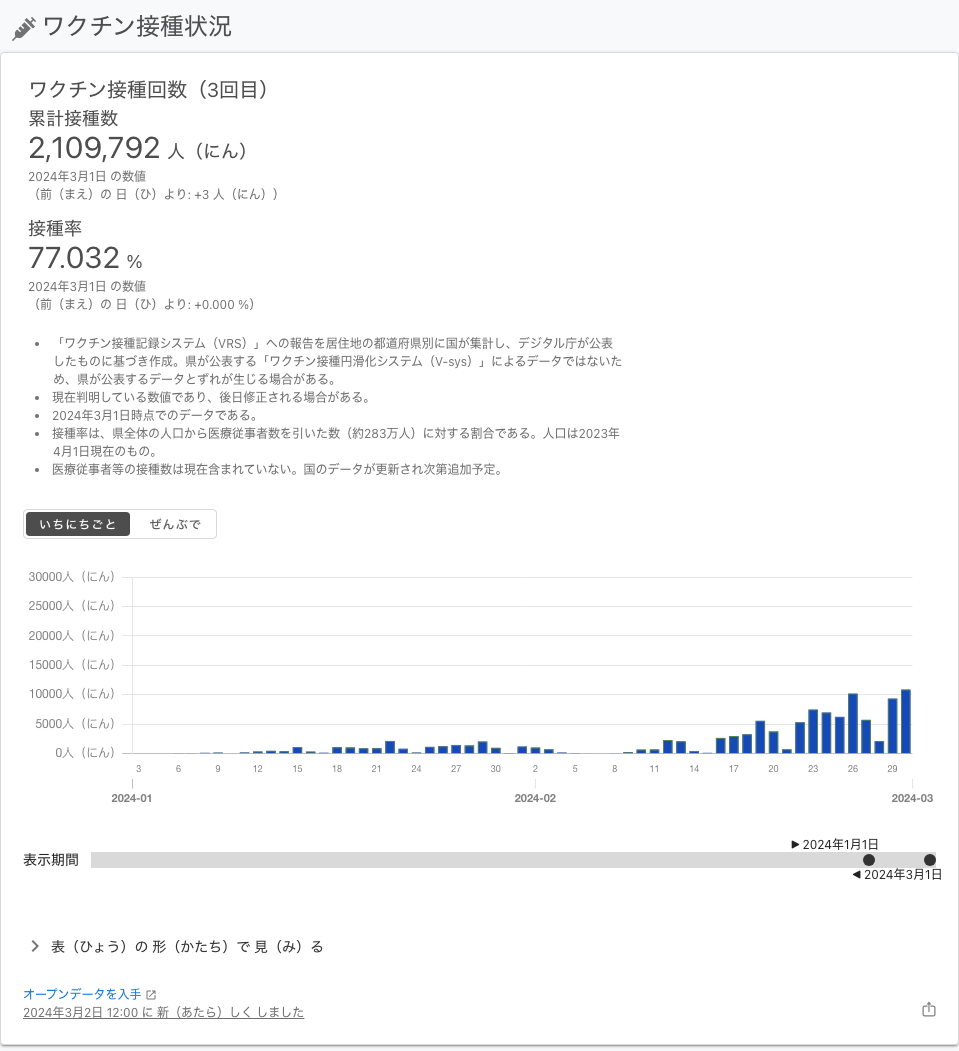 ワクチン接種状況
ワクチン接種回数（3回目）
累計接種数
2,109,792 人（にん）
2024年3月1日 の数値
（前（まえ）の 日（ひ）より: +3 人（にん））
接種率
77.032 %
2024年3月1日 の数値
（前（まえ）の 日（ひ）より: +0.000 %）
「ワクチン接種記録システム（VRS）」への報告を居住地の都道府県別に国が集計し、デジタル庁が公表
したものに基づき作成。県が公表する「ワクチン接種円滑化システム（V-sys）」によるデータではないた
め、県が公表するデータとずれが生じる場合がある。
現在判明している数値であり、後日修正される場合がある。
2024年3月1日時点でのデータである。
接種率は、県全体の人口から医療従事者数を引いた数（約283万人）に対する割合である。人口は2023年
4月1日現在のもの。
医療従事者等の接種数は現在含まれていない。国のデータが更新され次第追加予定。
いちにちごと ぜんぶで
30000人（にん）
25000人（にん）
20000人（にん）
15000人（にん）
10000人（にん）
5000人（にん）
0人（にん）
3 6 9 12 15 18 21 24 27 30 2 5 8 11 14 17 20 23 26 29
2024-01 2024-02 2024-03
2024年1月1日
表示期間
2024年3月1日
表（ひょう）の 形（かたち）で 見（み）る
オープンデータを入手
2024年3月2日 12:00 に 新（あたら）しく しました